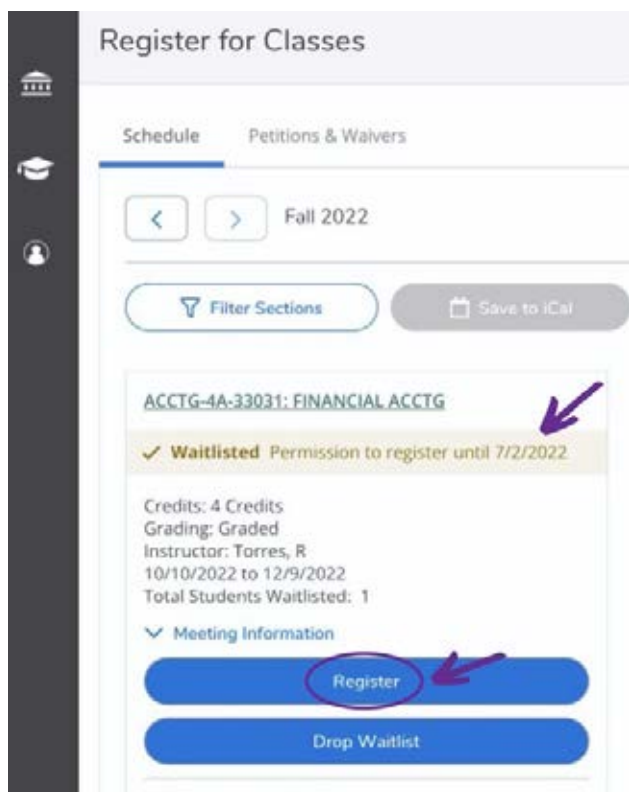 Register for Classes
Schedule Petitions & Waivers
Fall 2022
Filter Sections Save to iCal
ACCTG-4A-33031: FINANCIAL ACCTG
Waitlisted Permission to register until 7/2/2022
Credits: 4 Credits
Grading: Graded
Instructor: Torres, R
10/10/2022 to 12/9/2022
Total Students Waitlisted: 1
Meeting Information
Register
Drop Waitlist